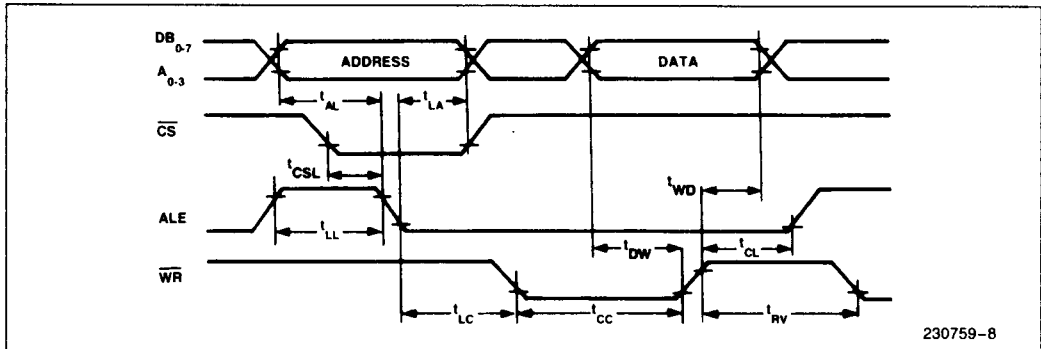 DB0-7
A0-3
ADDRESS
DATA
tAL
tLA
CS
tCSL
tWD
ALE
tLL
tDW
tCL
WR
tLC
tCC
tRV
230759-8